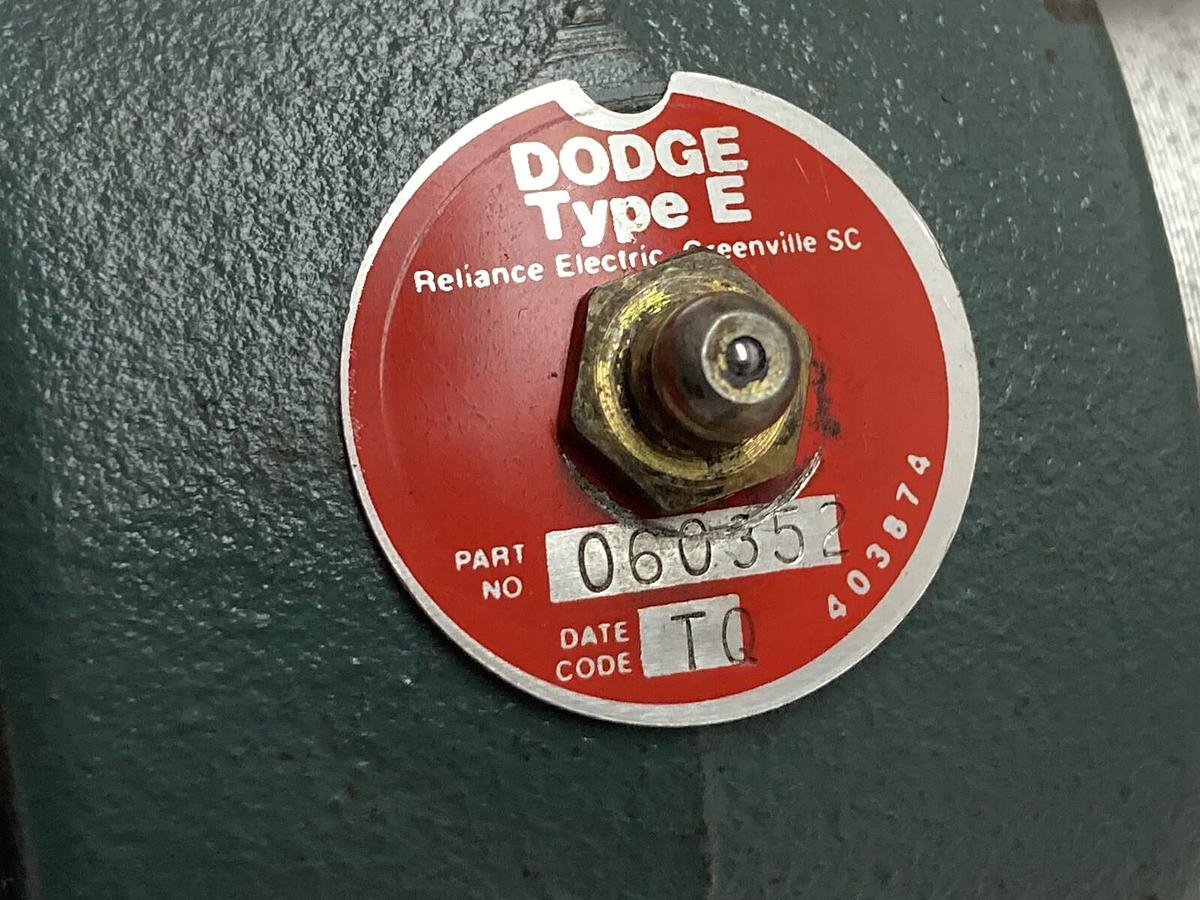 DODGE
Type E
Reliance Electric Greenville SC
PART
NO
060352
DATE
CODE
TQ
403874